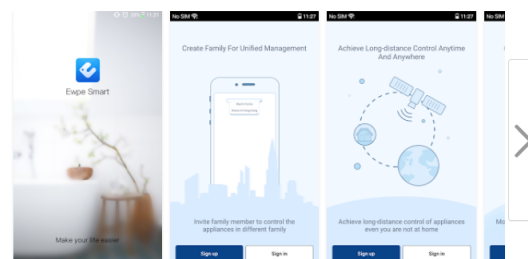 11:27
Ewpe Smart
Make your life easier
No SIM
11:27
Create Family For Unified Management
Invite family member to control the
appliances in different family
Sign up
Sign in
No SIM
11:27
Achieve Long-distance Control Anytime
And Anywhere
Achieve long-distance control of appliances
even you are not at home
Sign up
Sign in
No SIM
Mo